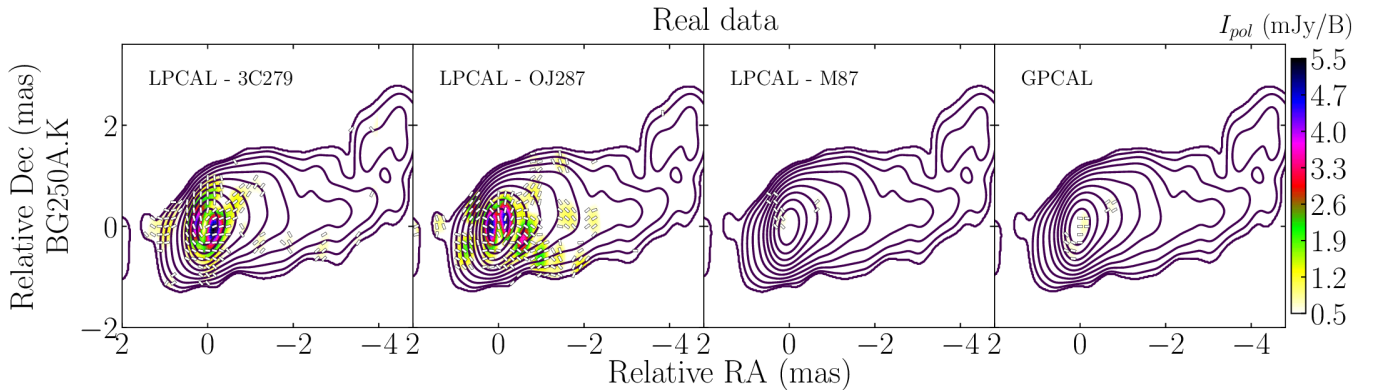 Real data
I_pol (mJy/B)
LPCAL - 3C279
LPCAL - OJ287
LPCAL - M87
GPCAL
Relative Dec (mas)
BG250A.K
2
0
−2
5.5
4.7
4.0
3.3
2.6
1.9
1.2
0.5
2 0 −2 −4 2 0 −2 −4 2 0 −2 −4 2 0 −2 −4
Relative RA (mas)